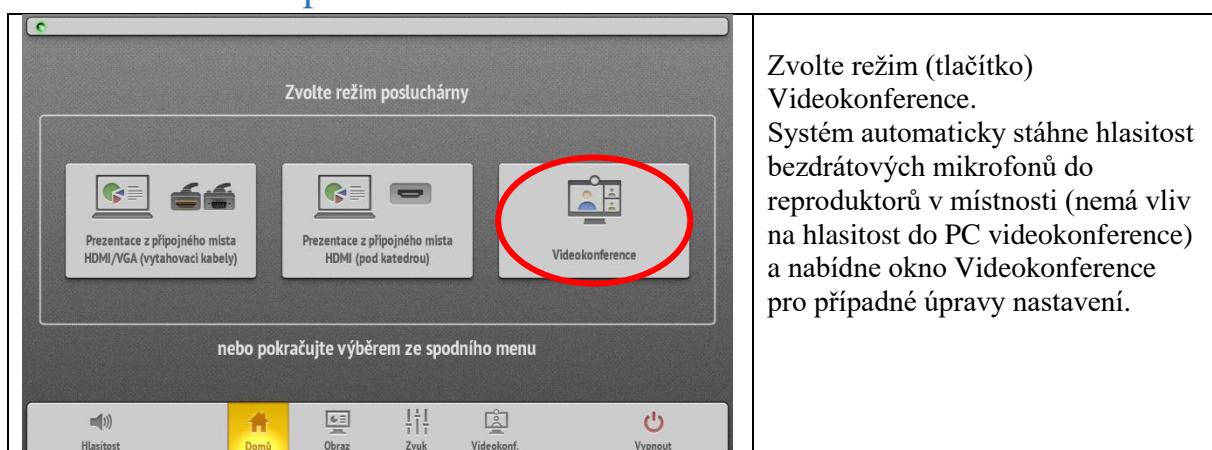 Zvolte režim posluchárny
Prezentace z přípojného místa
HDMI/VGA (vytahovací kabely)
Prezentace z přípojného místa
HDMI (pod katedrou)
Videokonference
nebo pokračujte výběrem ze spodního menu
Hlasitost
Domů
Obraz
Zvuk
Videokonf.
Vypnout
Zvolte režim (tlačítko)
Videokonference.
Systém automaticky stáhne hlasitost
bezdrátových mikrofonů do
reproduktorů v místnosti (nemá vliv
na hlasitost do PC videokonference)
a nabídne okno Videokonference
pro případné úpravy nastavení.